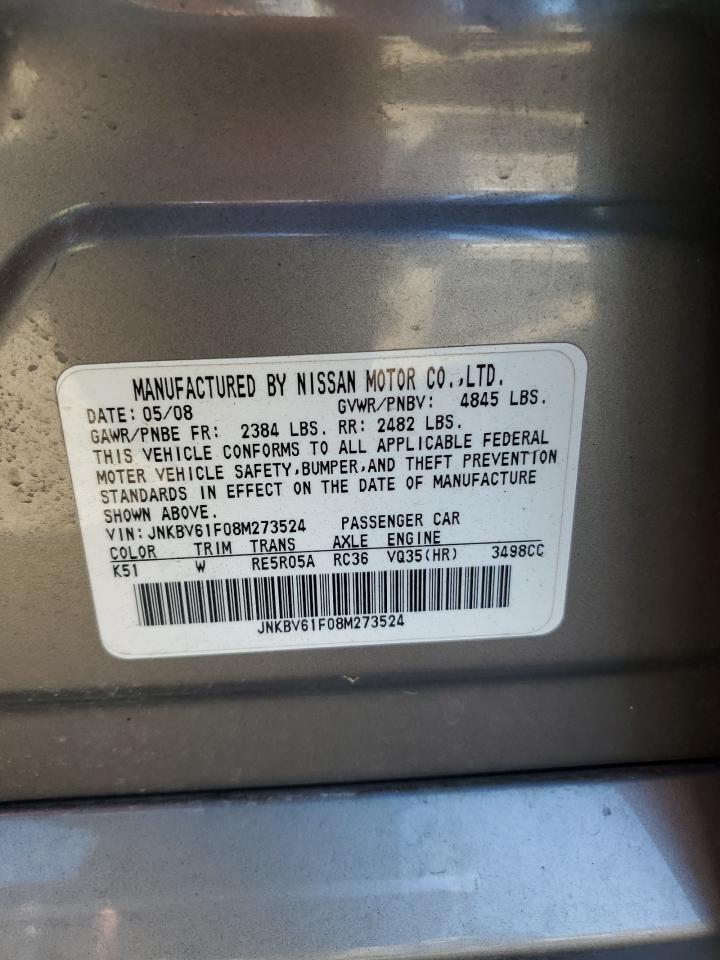 MANUFACTURED BY NISSAN MOTOR CO.,LTD.
DATE: 05/08 GVWR/PNBV: 4845 LBS.
GAWR/PNBE FR: 2384 LBS. RR: 2482 LBS.
THIS VEHICLE CONFORMS TO ALL APPLICABLE FEDERAL
MOTER VEHICLE SAFETY,BUMPER,AND THEFT PREVENTION
STANDARDS IN EFFECT ON THE DATE OF MANUFACTURE
SHOWN ABOVE.
VIN: JNKBV61F08M273524 PASSENGER CAR
COLOR TRIM TRANS AXLE ENGINE
K51 W RE5R05A RC36 VQ35(HR) 3498CC
JNKBV61F08M273524